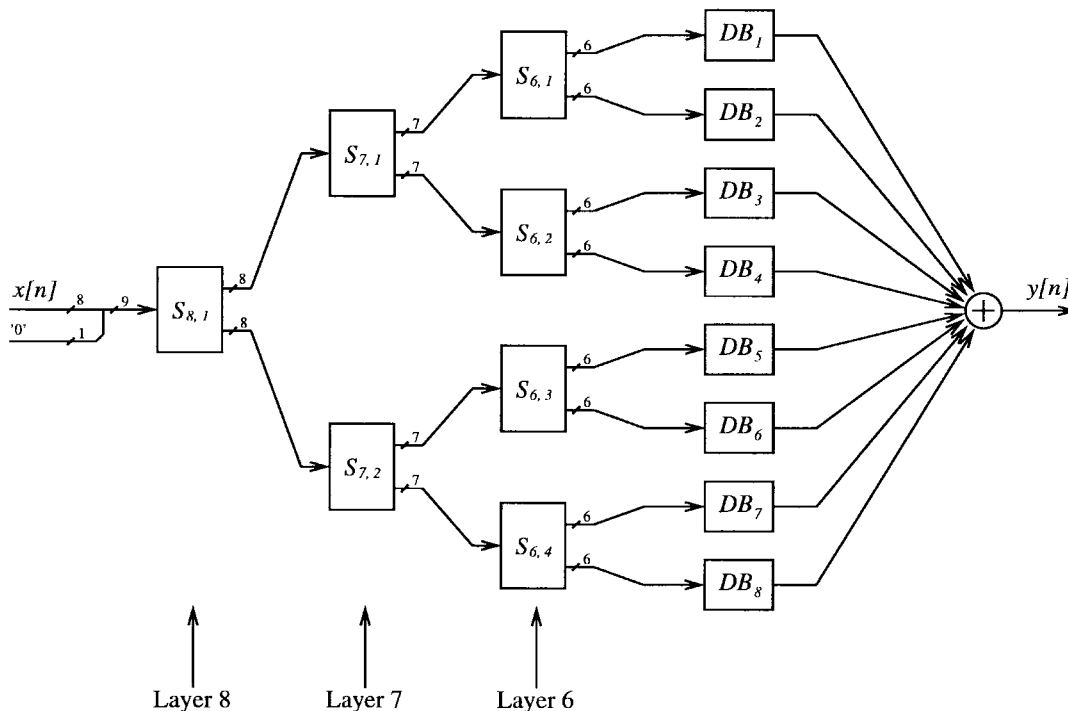 x[n]
8
9
'0'
1
S8, 1
8
8
S7, 1
7
7
S7, 2
7
7
S6, 1
6
6
S6, 2
6
6
S6, 3
6
6
S6, 4
6
6
DB1
DB2
DB3
DB4
DB5
DB6
DB7
DB8
+
y[n]
Layer 8
Layer 7
Layer 6